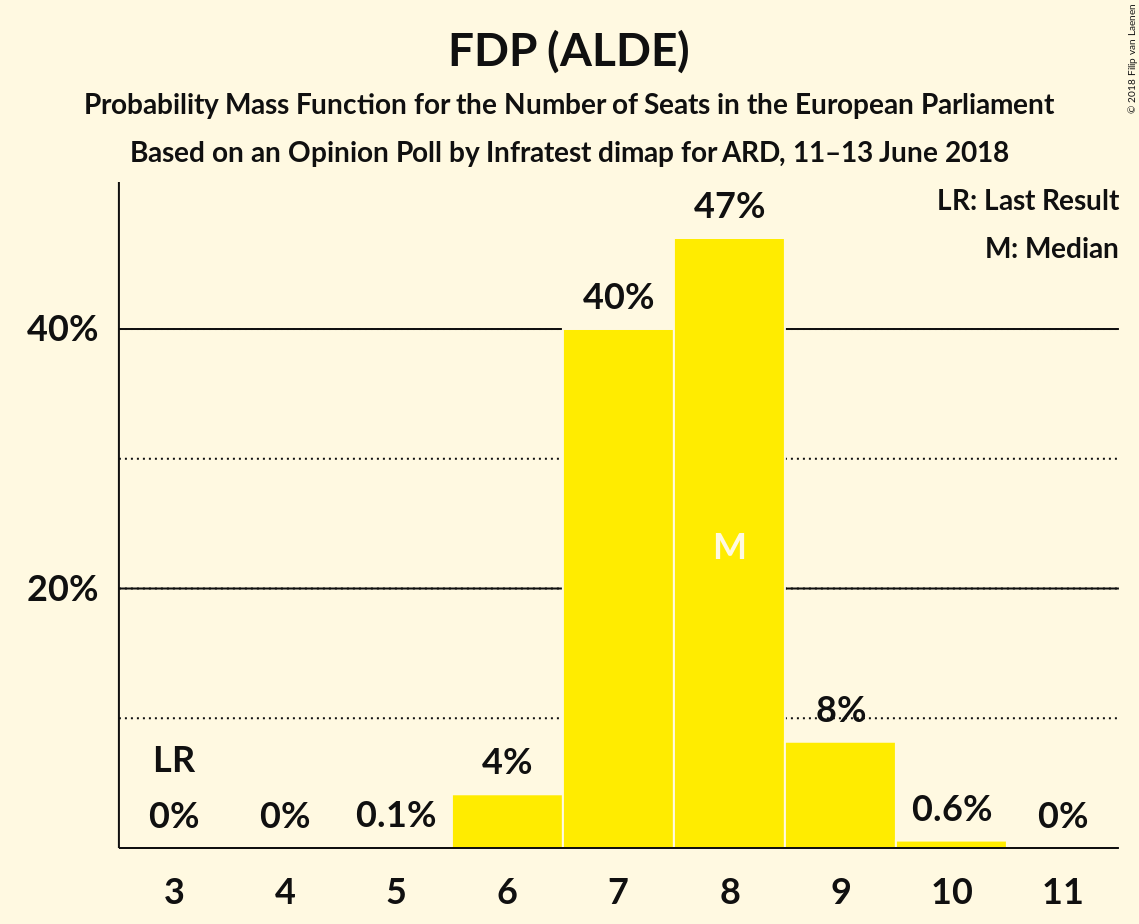 FDP (ALDE)
Probability Mass Function for the Number of Seats in the European Parliament
Based on an Opinion Poll by Infratest dimap for ARD, 11–13 June 2018
© 2018 Filip van Laenen
LR: Last Result
M: Median
47%
40%
40%
M
20%
8%
LR
4%
0%
0%
0.1%
0.6%
0%
3 4 5 6 7 8 9 10 11